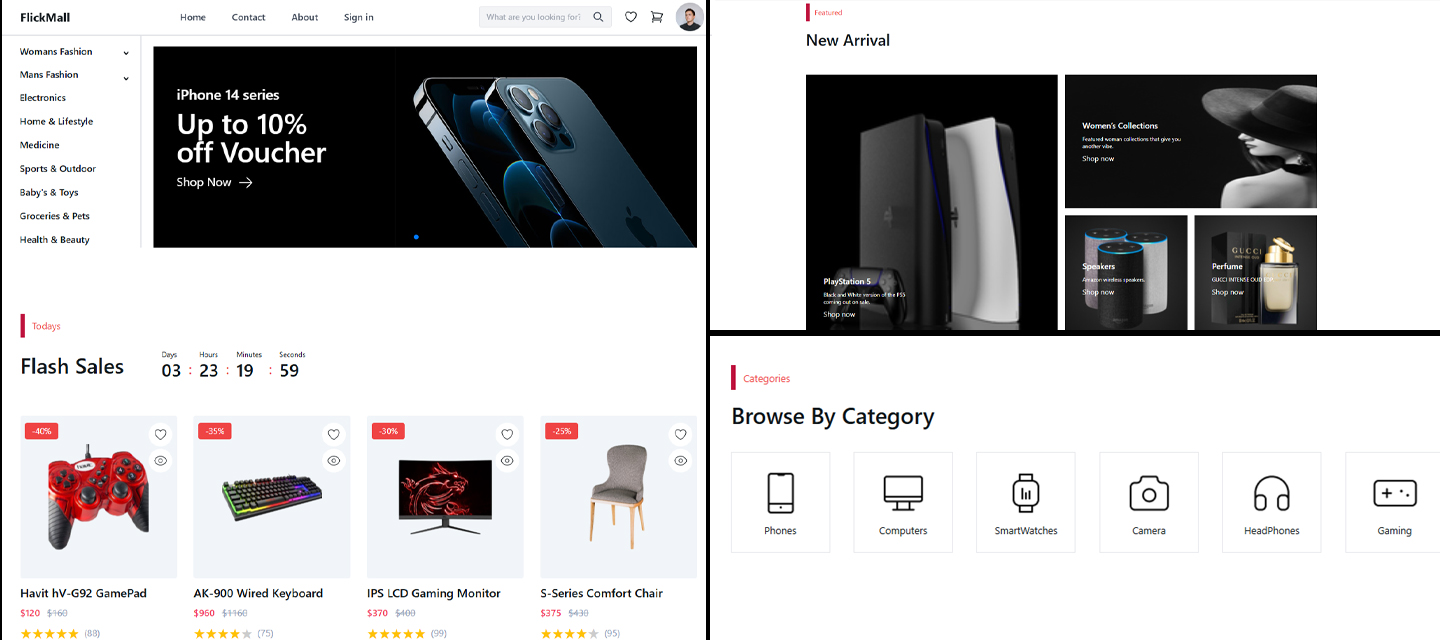 FlickMall
Home
Contact
About
Sign in
What are you looking for?
Womans Fashion
Mans Fashion
Electronics
Home & Lifestyle
Medicine
Sports & Outdoor
Baby's & Toys
Groceries & Pets
Health & Beauty
iPhone 14 series
Up to 10%
off Voucher
Shop Now
Todays
Flash Sales
Days
Hours
Minutes
Seconds
03 : 23 : 19 : 59
-40%
-35%
-30%
-25%
Havit hV-G92 GamePad
$120 $160
(88)
AK-900 Wired Keyboard
$960 $1160
(75)
IPS LCD Gaming Monitor
$370 $400
(99)
S-Series Comfort Chair
$375 $430
(95)
Featured
New Arrival
PlayStation 5
Black and White version of the PS5
coming out on sale.
Shop now
Women's Collections
Featured woman collections that give you
another vibe.
Shop now
Speakers
Amazon wireless speakers.
Shop now
GUCCI
Perfume
GUCCI INTENSE OUD EDP
Shop now
Categories
Browse By Category
Phones
Computers
SmartWatches
Camera
HeadPhones
Gaming